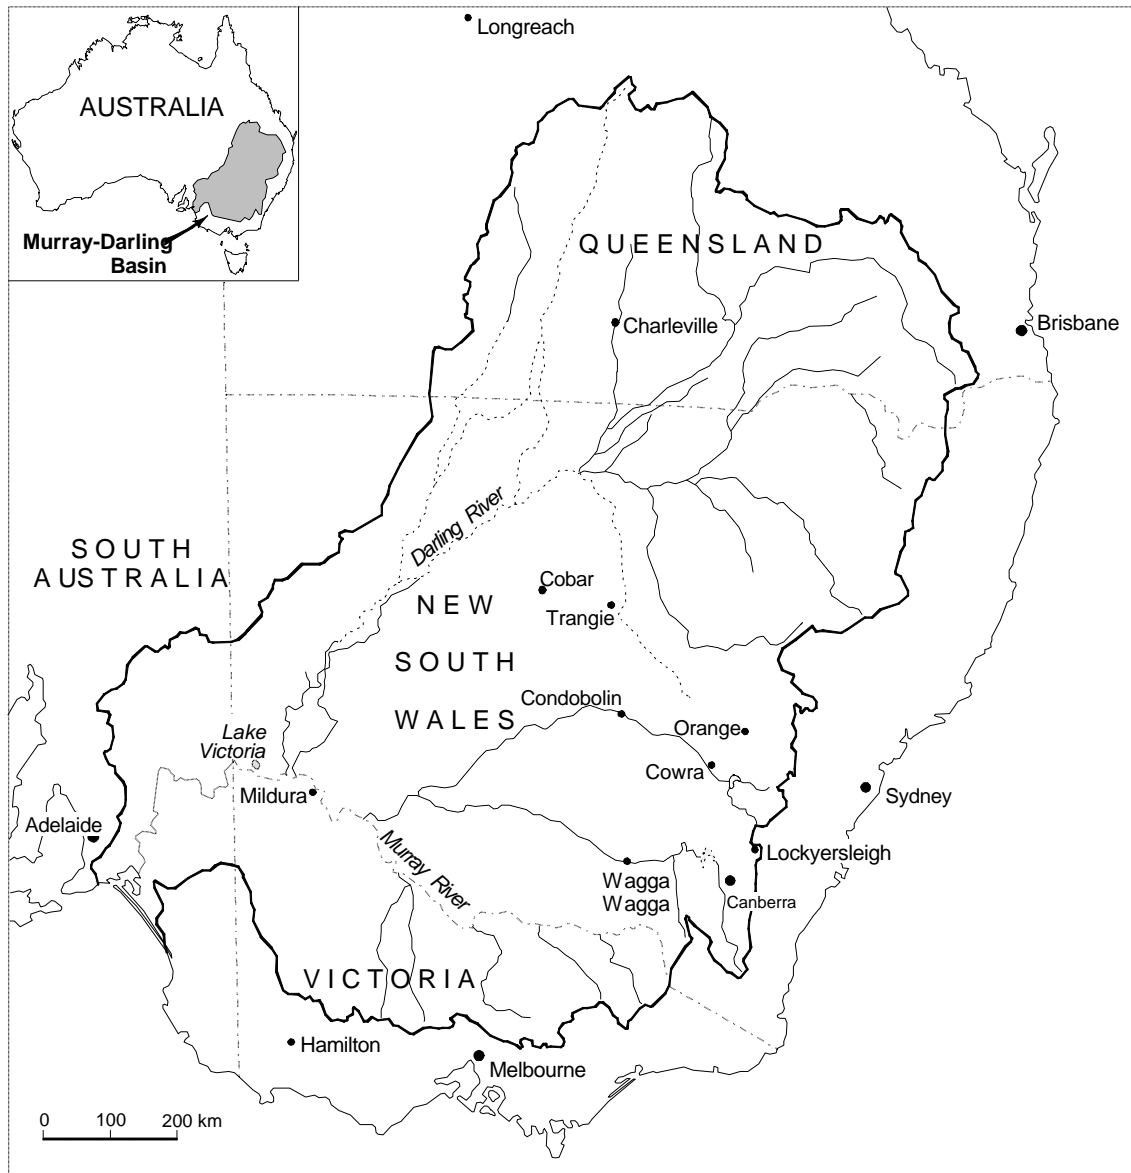 Longreach
AUSTRALIA
Murray-Darling
Basin
QUEENSLAND
Charleville
Brisbane
Darling River
SOUTH
AUSTRALIA
Cobar
NEW
Trangie
SOUTH
Condobolin
WALES
Orange
Lake
Victoria
Cowra
Mildura
Sydney
Adelaide
Murray River
Lockyersleigh
Wagga
Wagga
Canberra
VICTORIA
Hamilton
Melbourne
0 100 200 km